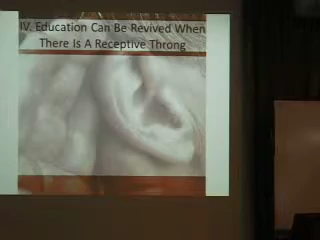 IV. Education Can Be Revived When
There Is A Receptive Throng